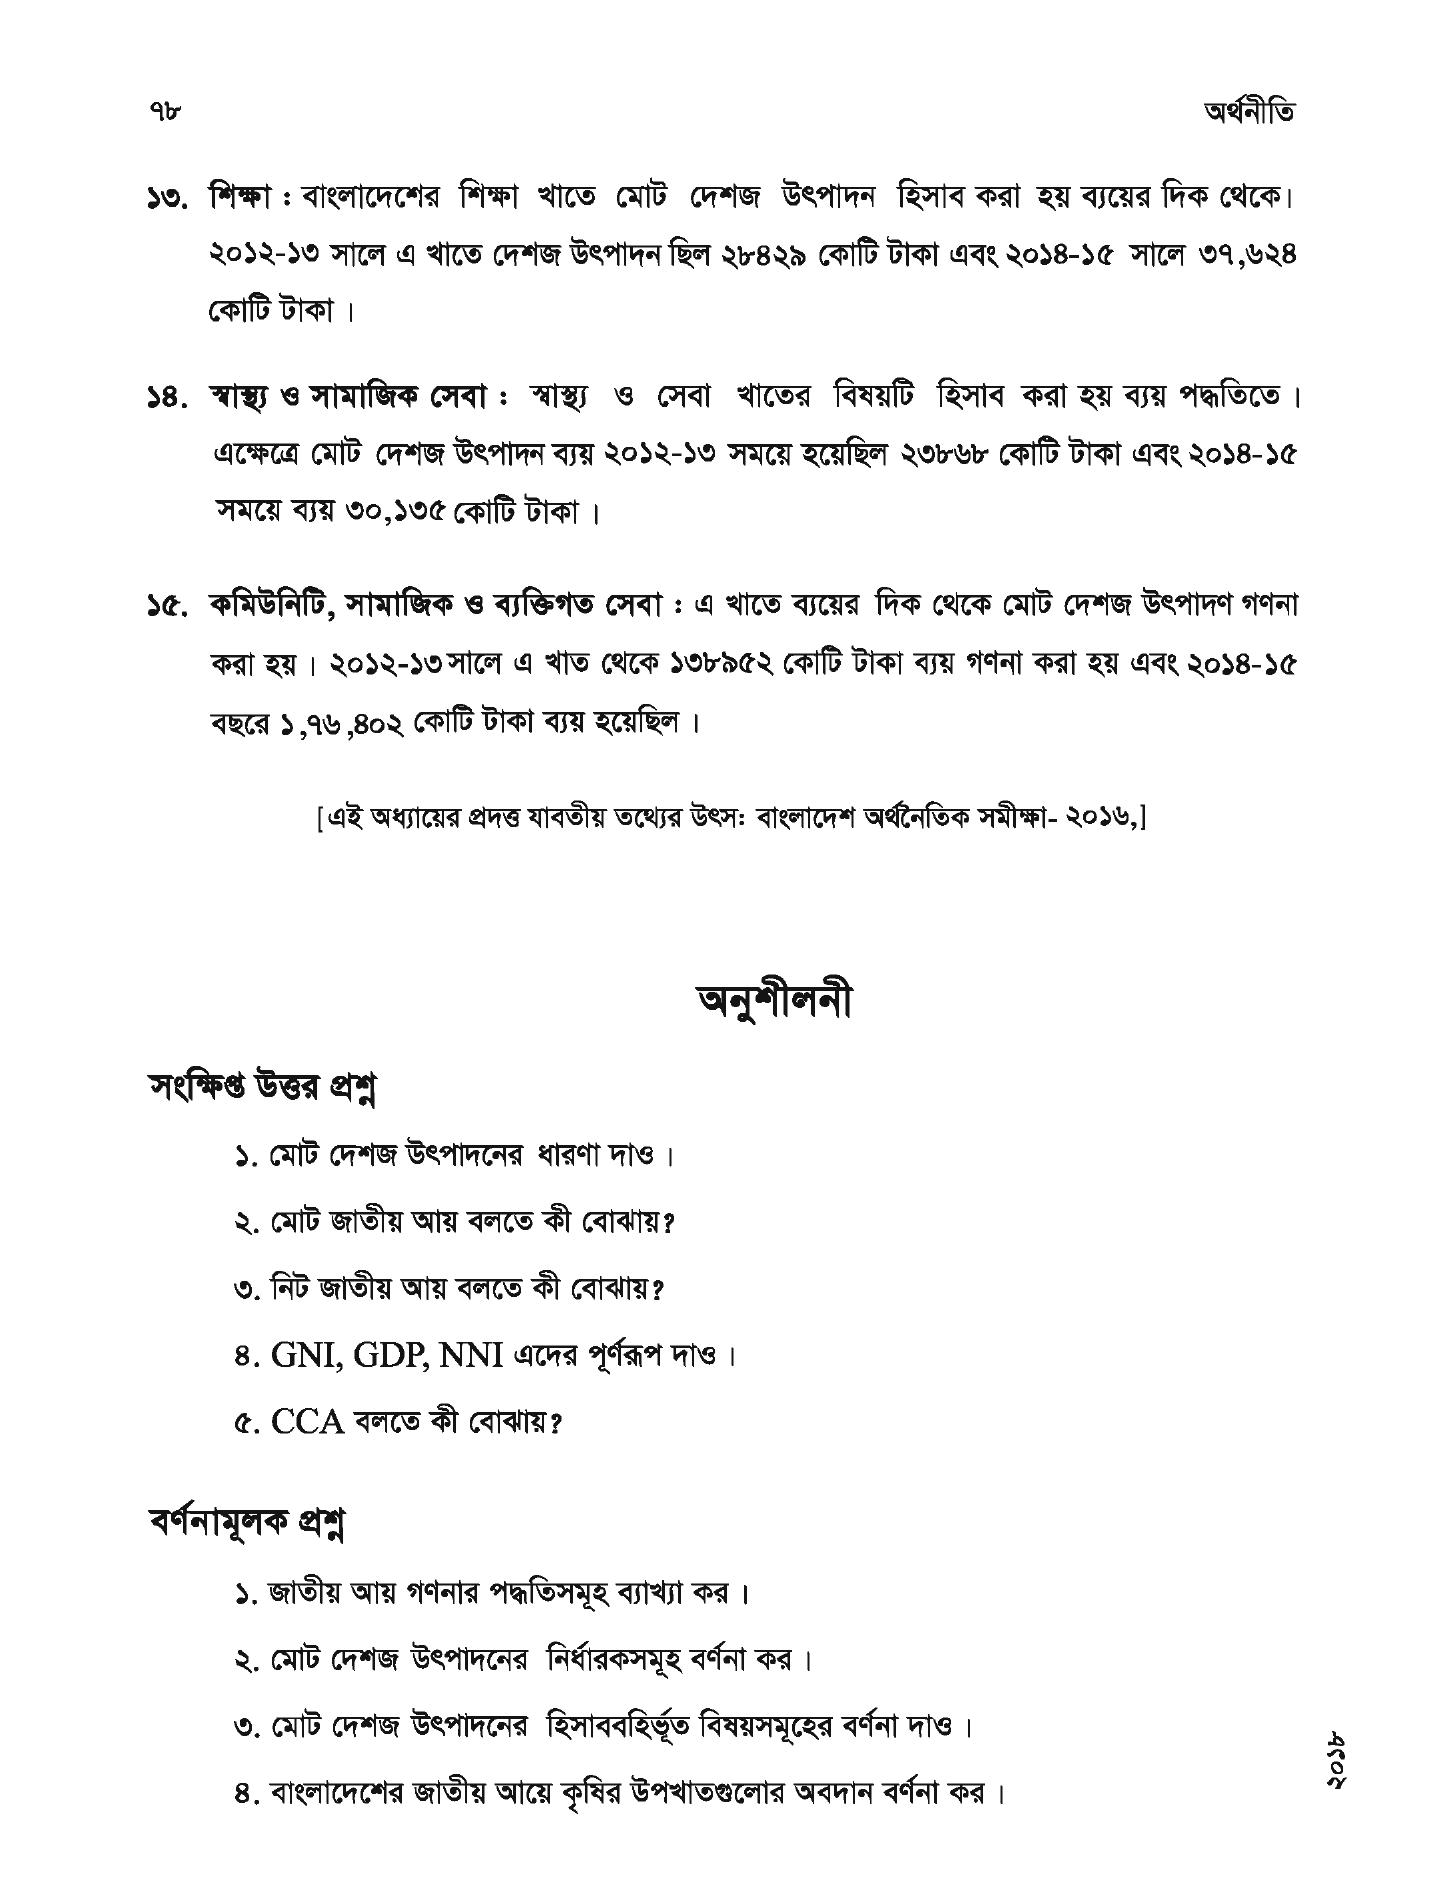 ৭৮ অর্থনীতি
১৩. শিক্ষা : বাংলাদেশের শিক্ষা খাতে মোট দেশজ উৎপাদন হিসাব করা হয় ব্যয়ের দিক থেকে।
২০১২-১৩ সালে এ খাতে দেশজ উৎপাদন ছিল ২৮৪২৯ কোটি টাকা এবং ২০১৪-১৫ সালে ৩৭,৬২৪
কোটি টাকা ।
১৪. স্বাস্থ্য ও সামাজিক সেবা : স্বাস্থ্য ও সেবা খাতের বিষয়টি হিসাব করা হয় ব্যয় পদ্ধতিতে ।
এক্ষেত্রে মোট দেশজ উৎপাদন ব্যয় ২০১২-১৩ সময়ে হয়েছিল ২৩৮৬৮ কোটি টাকা এবং ২০১৪-১৫
সময়ে ব্যয় ৩০,১৩৫ কোটি টাকা ।
১৫. কমিউনিটি, সামাজিক ও ব্যক্তিগত সেবা : এ খাতে ব্যয়ের দিক থেকে মোট দেশজ উৎপাদণ গণনা
করা হয় । ২০১২-১৩ সালে এ খাত থেকে ১৩৮৯৫২ কোটি টাকা ব্যয় গণনা করা হয় এবং ২০১৪-১৫
বছরে ১,৭৬,৪০২ কোটি টাকা ব্যয় হয়েছিল ।
[এই অধ্যায়ের প্রদত্ত যাবতীয় তথ্যের উৎস: বাংলাদেশ অর্থনৈতিক সমীক্ষা- ২০১৬,]
অনুশীলনী
সংক্ষিপ্ত উত্তর প্রশ্ন
১. মোট দেশজ উৎপাদনের ধারণা দাও ।
২. মোট জাতীয় আয় বলতে কী বোঝায়?
৩. নিট জাতীয় আয় বলতে কী বোঝায়?
৪. GNI, GDP, NNI এদের পূর্ণরূপ দাও ।
৫. CCA বলতে কী বোঝায়?
বর্ণনামূলক প্রশ্ন
১. জাতীয় আয় গণনার পদ্ধতিসমূহ ব্যাখ্যা কর ।
২. মোট দেশজ উৎপাদনের নির্ধারকসমূহ বর্ণনা কর ।
৩. মোট দেশজ উৎপাদনের হিসাববহির্ভূত বিষয়সমূহের বর্ণনা দাও ।
৪. বাংলাদেশের জাতীয় আয়ে কৃষির উপখাতগুলোর অবদান বর্ণনা কর ।
২০১৮